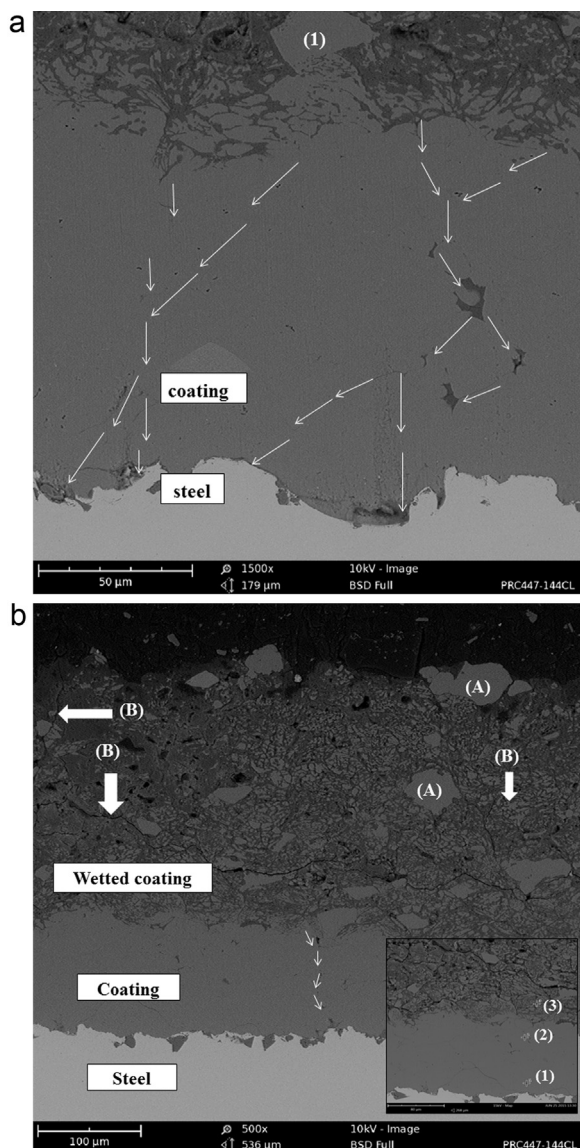 a
(1)
coating
steel
50 µm
1500x
179 µm
10kV - Image
BSD Full
PRC447-144CL
b
(A)
(B)
(B)
(B)
(A)
Wetted coating
Coating
(3)
(2)
(1)
Steel
100 µm
500x
536 µm
10kV - Image
BSD Full
PRC447-144CL